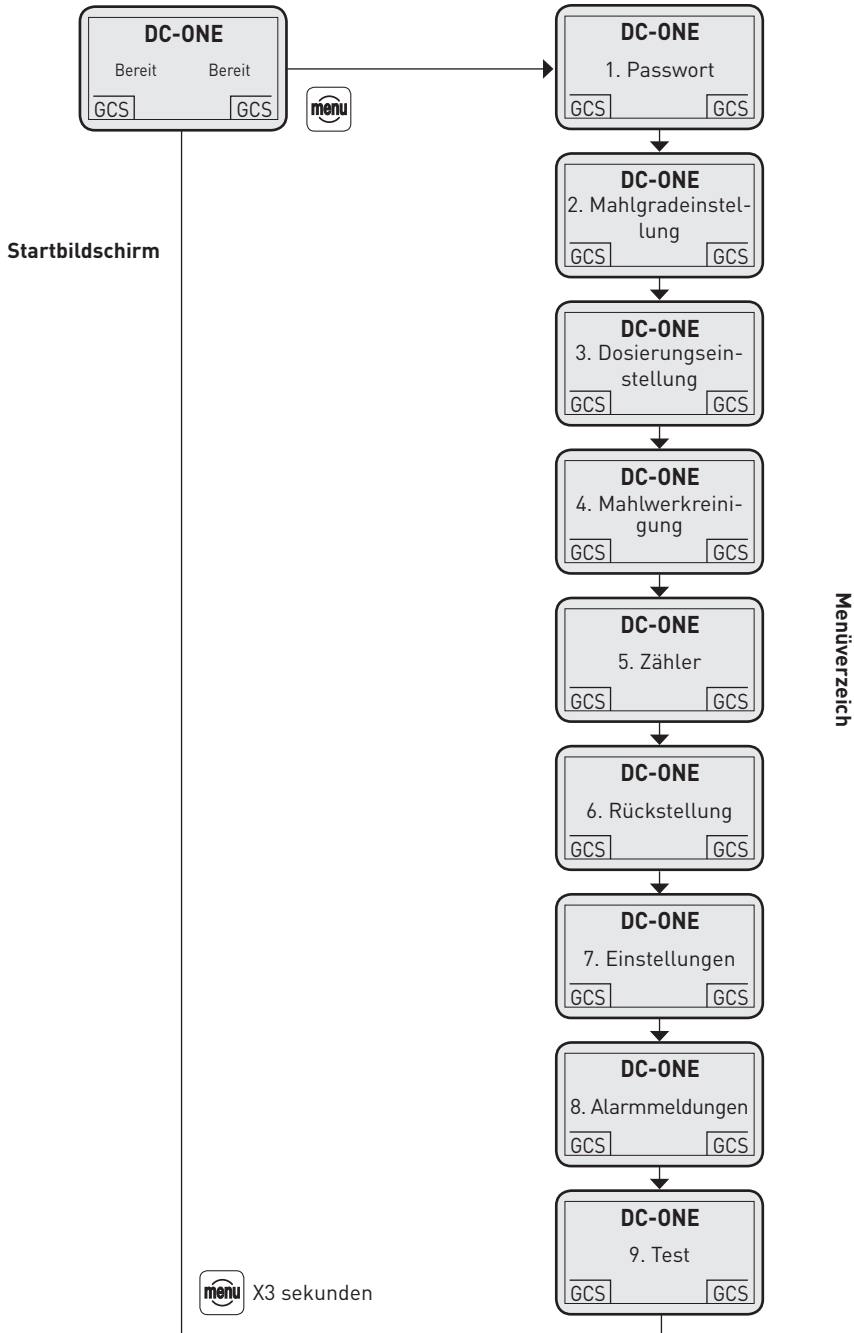 DC-ONE
Bereit Bereit
GCS GCS
menu
DC-ONE
1. Passwort
GCS GCS
DC-ONE
2. Mahlgradeinstel-
lung
GCS GCS
Startbildschirm
DC-ONE
3. Dosierungsein-
stellung
GCS GCS
DC-ONE
4. Mahlwerkreini-
gung
GCS GCS
DC-ONE
5. Zähler
GCS GCS
Menüverzeich
DC-ONE
6. Rückstellung
GCS GCS
DC-ONE
7. Einstellungen
GCS GCS
DC-ONE
8. Alarmmeldungen
GCS GCS
DC-ONE
9. Test
GCS GCS
menu X3 sekunden